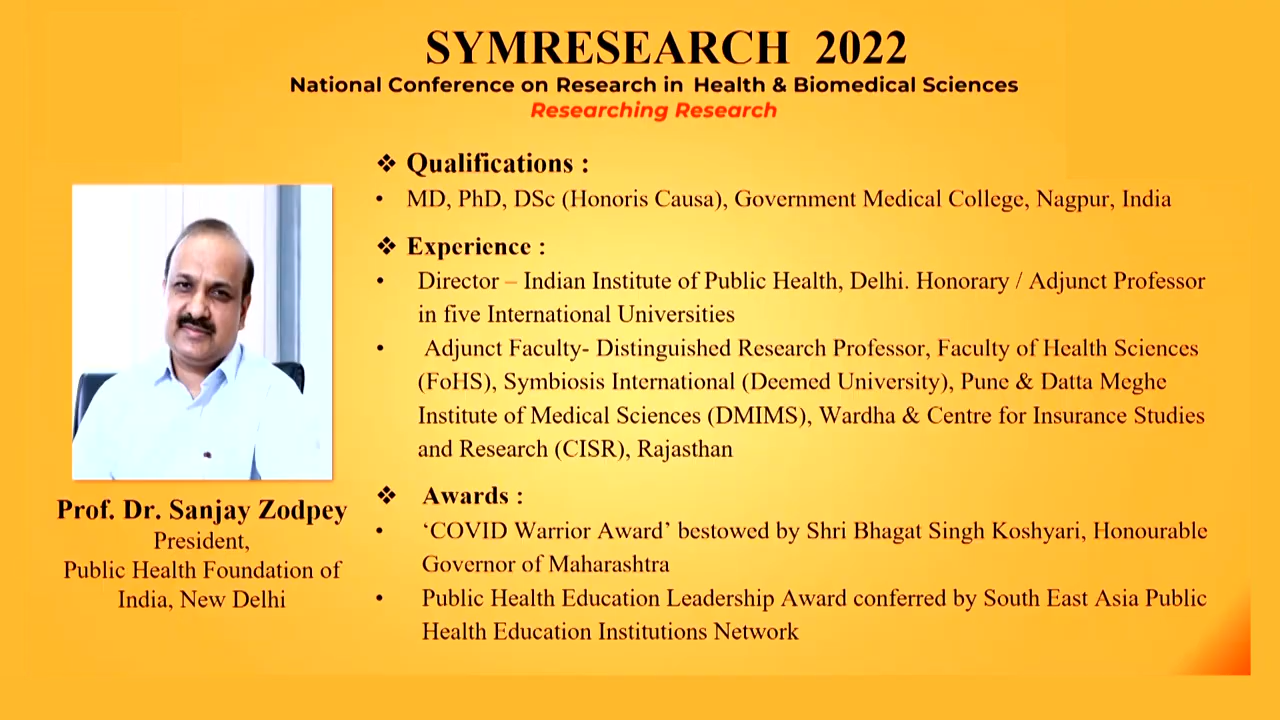 SYMRESEARCH 2022
National Conference on Research in Health & Biomedical Sciences
Researching Research
❖ Qualifications :
• MD, PhD, DSc (Honoris Causa), Government Medical College, Nagpur, India
❖ Experience :
• Director – Indian Institute of Public Health, Delhi. Honorary / Adjunct Professor
in five International Universities
• Adjunct Faculty- Distinguished Research Professor, Faculty of Health Sciences
(FoHS), Symbiosis International (Deemed University), Pune & Datta Meghe
Institute of Medical Sciences (DMIMS), Wardha & Centre for Insurance Studies
and Research (CISR), Rajasthan
❖ Awards :
• ‘COVID Warrior Award’ bestowed by Shri Bhagat Singh Koshyari, Honourable
Governor of Maharashtra
• Public Health Education Leadership Award conferred by South East Asia Public
Health Education Institutions Network
Prof. Dr. Sanjay Zodpey
President,
Public Health Foundation of
India, New Delhi